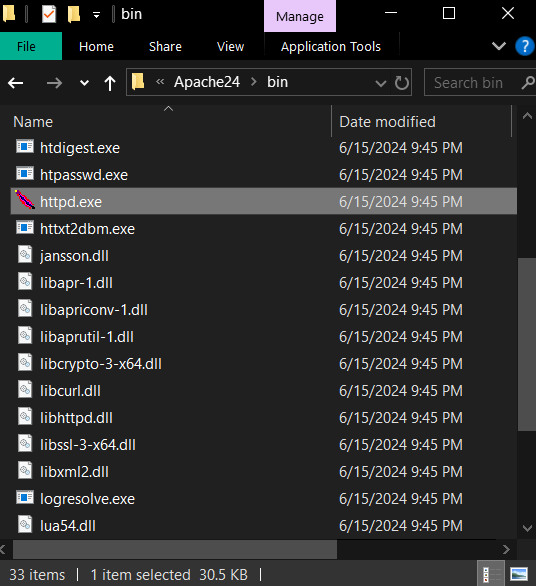 bin
Manage
File
Home
Share
View
Application Tools
?
« Apache24 > bin
Search bin
Name
Date modified
htdigest.exe 6/15/2024 9:45 PM
htpasswd.exe 6/15/2024 9:45 PM
httpd.exe 6/15/2024 9:45 PM
httxt2dbm.exe 6/15/2024 9:45 PM
jansson.dll 6/15/2024 9:45 PM
libapr-1.dll 6/15/2024 9:45 PM
libapriconv-1.dll 6/15/2024 9:45 PM
libaprutil-1.dll 6/15/2024 9:45 PM
libcrypto-3-x64.dll 6/15/2024 9:45 PM
libcurl.dll 6/15/2024 9:45 PM
libhttpd.dll 6/15/2024 9:45 PM
libssl-3-x64.dll 6/15/2024 9:45 PM
libxml2.dll 6/15/2024 9:45 PM
logresolve.exe 6/15/2024 9:45 PM
lua54.dll 6/15/2024 9:45 PM
33 items
1 item selected 30.5 KB